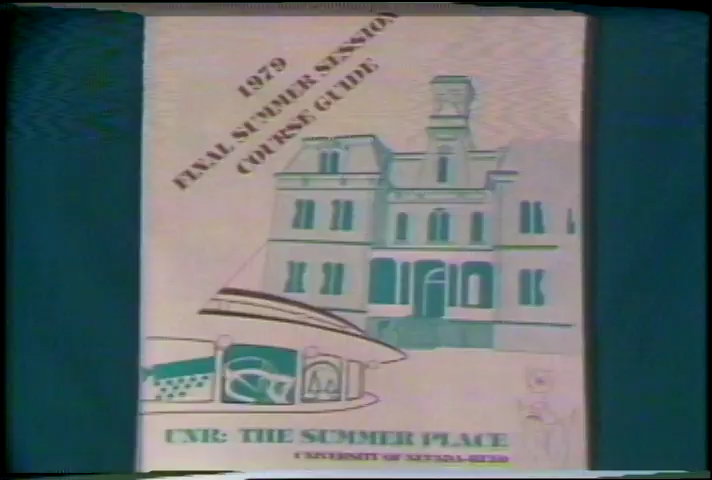 1979
FINAL SUMMER SESSION
COURSE GUIDE
UNR: THE SUMMER PLACE
UNIVERSITY OF NEVADA-RENO